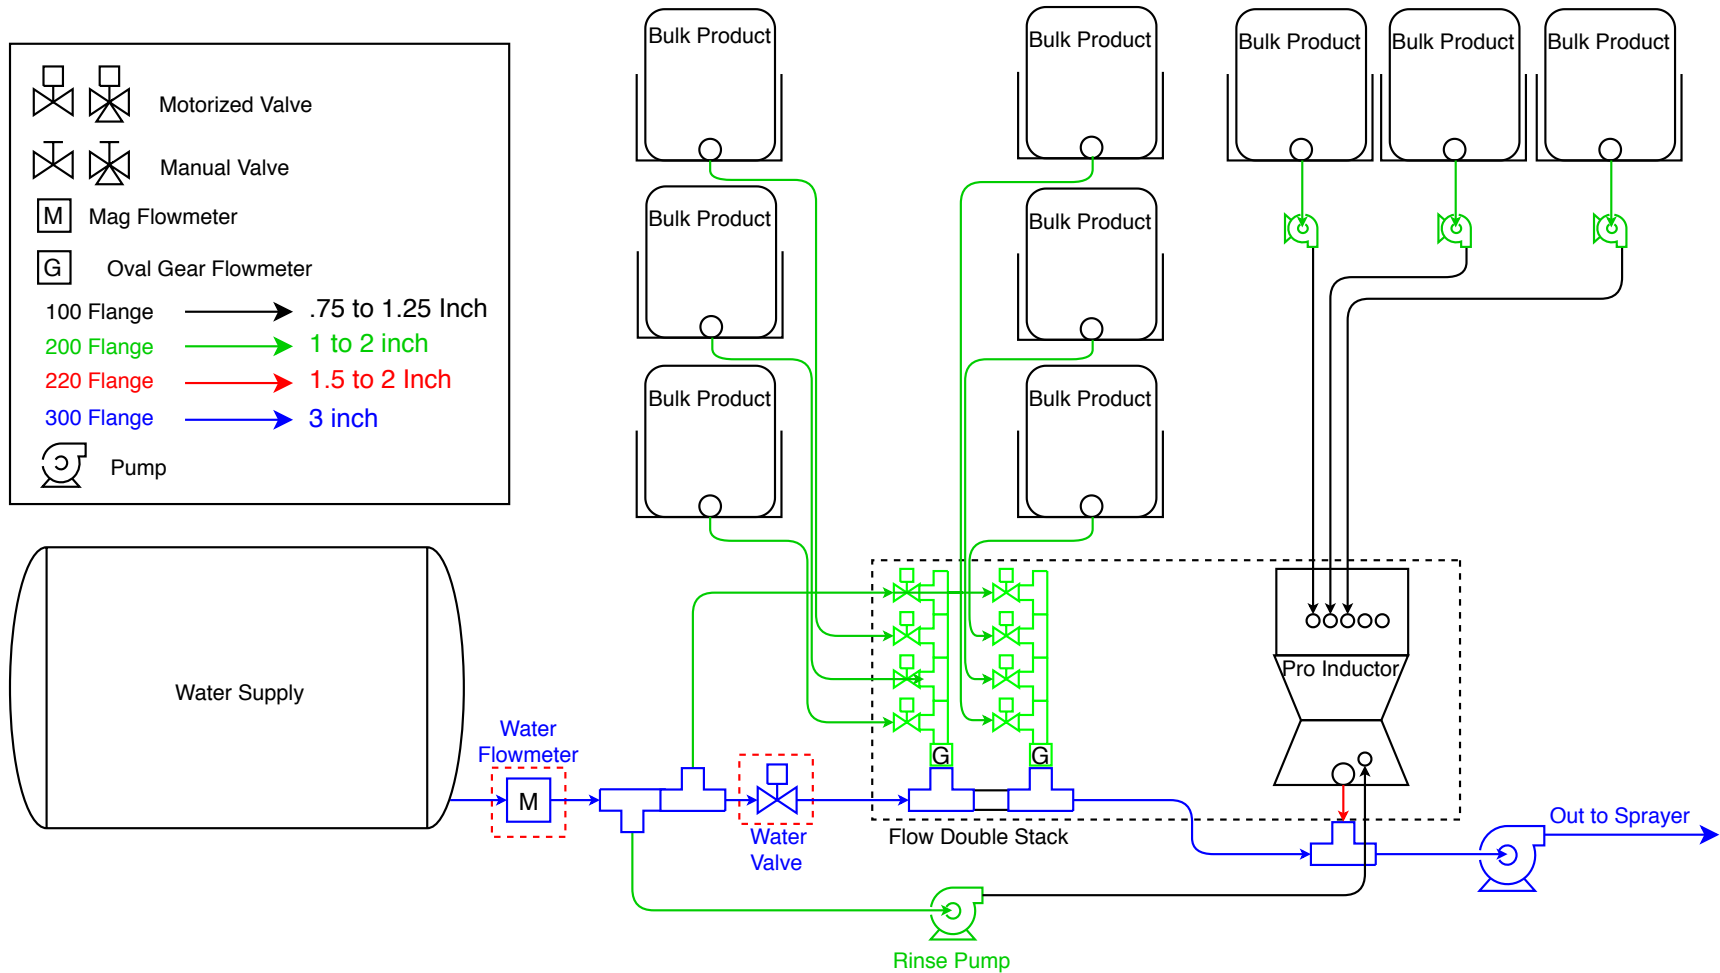 Motorized Valve
Manual Valve
M
Mag Flowmeter
G
Oval Gear Flowmeter
100 Flange
.75 to 1.25 Inch
200 Flange
1 to 2 inch
220 Flange
1.5 to 2 Inch
300 Flange
3 inch
Pump
Bulk Product
Bulk Product
Bulk Product
Bulk Product
Bulk Product
Bulk Product
Bulk Product
Bulk Product
Bulk Product
Water Supply
Water
Flowmeter
M
Water
Valve
G
G
Flow Double Stack
Pro Inductor
Out to Sprayer
Rinse Pump